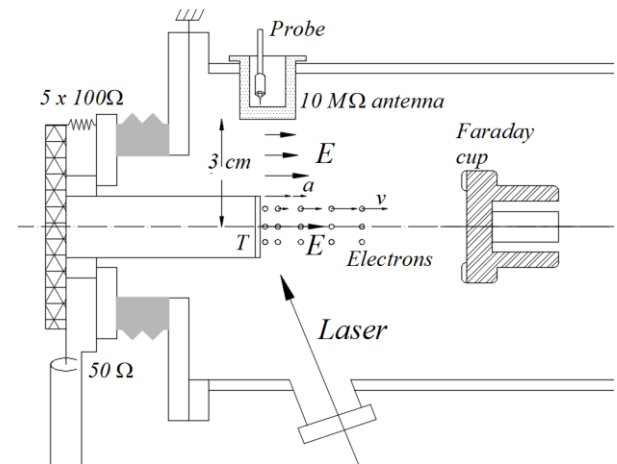 Probe
5 x 100Ω
10 MΩ antenna
3 cm
E
Faraday
cup
a
v
T
E
Electrons
Laser
50 Ω